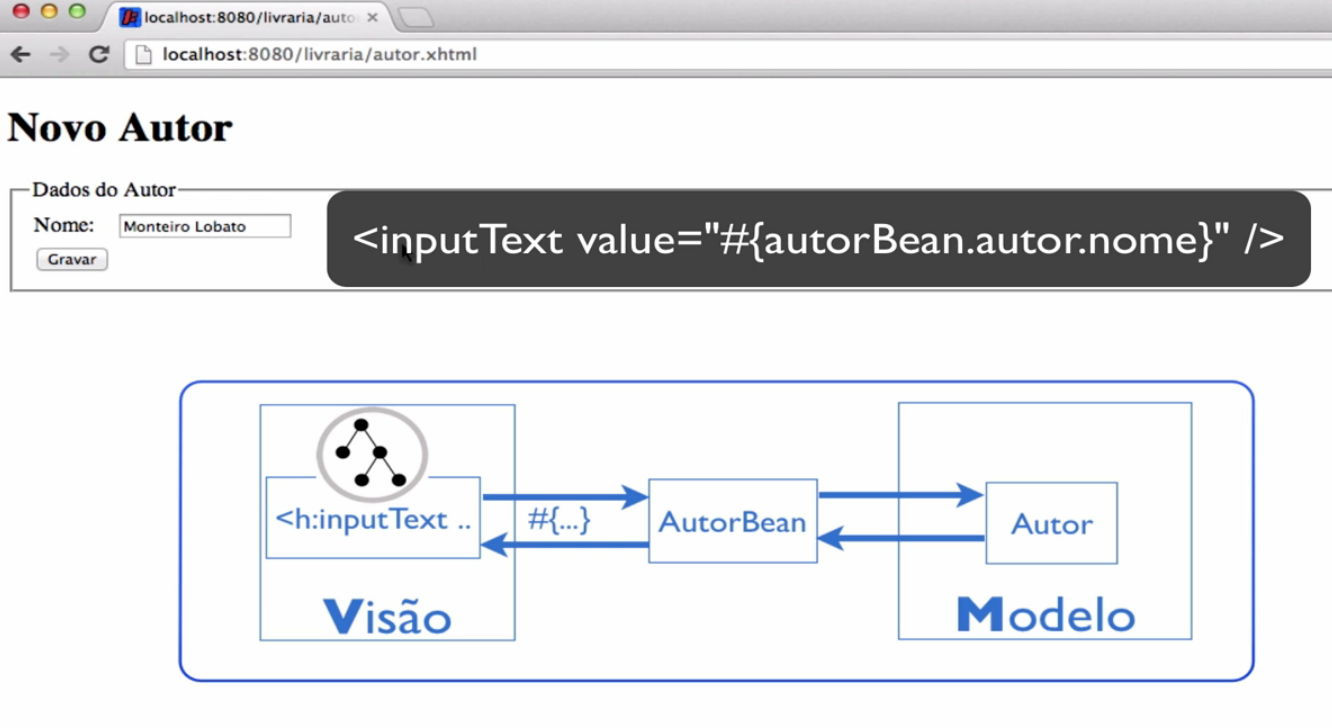 localhost:8080/livraria/auto
localhost:8080/livraria/autor.xhtml
Novo Autor
Dados do Autor
Nome: Monteiro Lobato
Gravar
<inputText value="#{autorBean.autor.nome}" />
<h:inputText ..
#{...}
AutorBean
Autor
Visão
Modelo